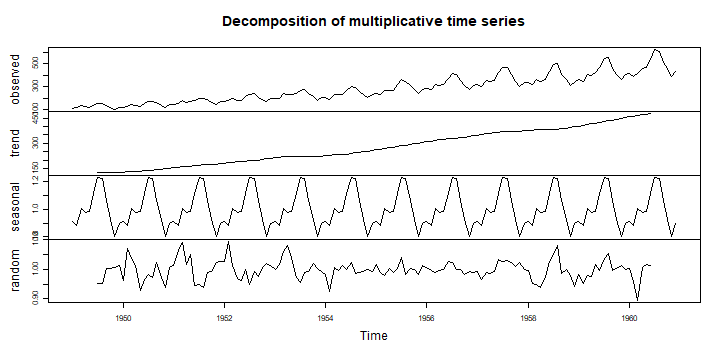 Decomposition of multiplicative time series
observed
500
300
trend
450
300
150
seasonal
1.2
1.0
random
1.00
0.90
1950
1952
1954
1956
1958
1960
Time